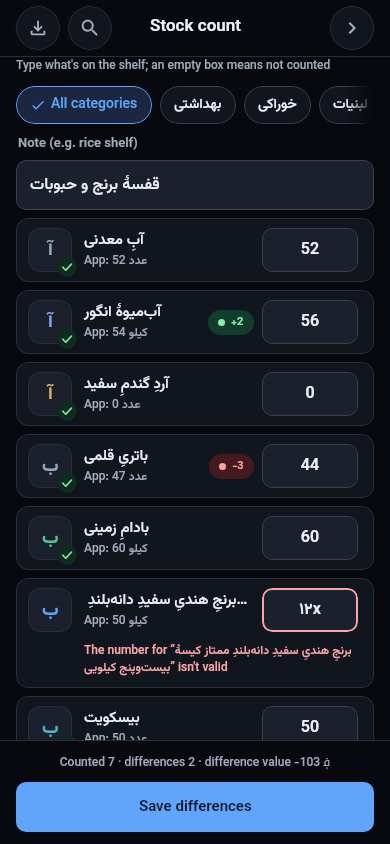 Stock count
Type what's on the shelf; an empty box means not counted
All categories
بهداشتی
خوراکی
لبنیات
Note (e.g. rice shelf)
قفسهٔ برنج و حبوبات
آ
آبِ معدنی
App: 52 عدد
52
آ
آب‌میوهٔ انگور
App: 54 کیلو
+2
56
آ
آردِ گندمِ سفید
App: 0 عدد
0
ب
باتریِ قلمی
App: 47 عدد
-3
44
ب
بادامِ زمینی
App: 60 کیلو
60
ب
برنجِ هندیِ سفیدِ دانه‌بلندِ...
App: 50 کیلو
۱۲x
The number for "برنجِ هندیِ سفیدِ دانه‌بلندِ ممتاز کیسهٔ
بیست‌وپنج کیلویی" isn't valid
ب
بیسکویت
App: 50 عدد
50
Counted 7 · differences 2 · difference value -103 ؋
Save differences